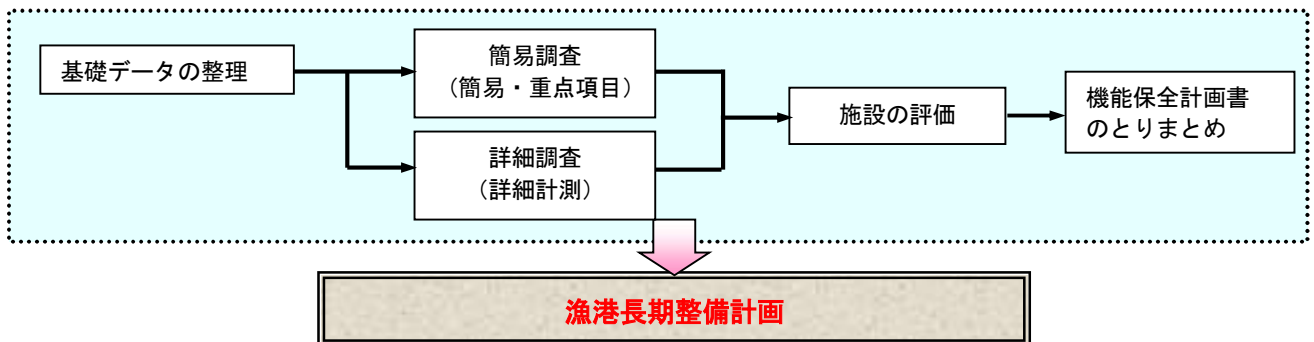 基礎データの整理
簡易調査
（簡易・重点項目）
詳細調査
（詳細計測）
施設の評価
機能保全計画書
のとりまとめ
漁港長期整備計画